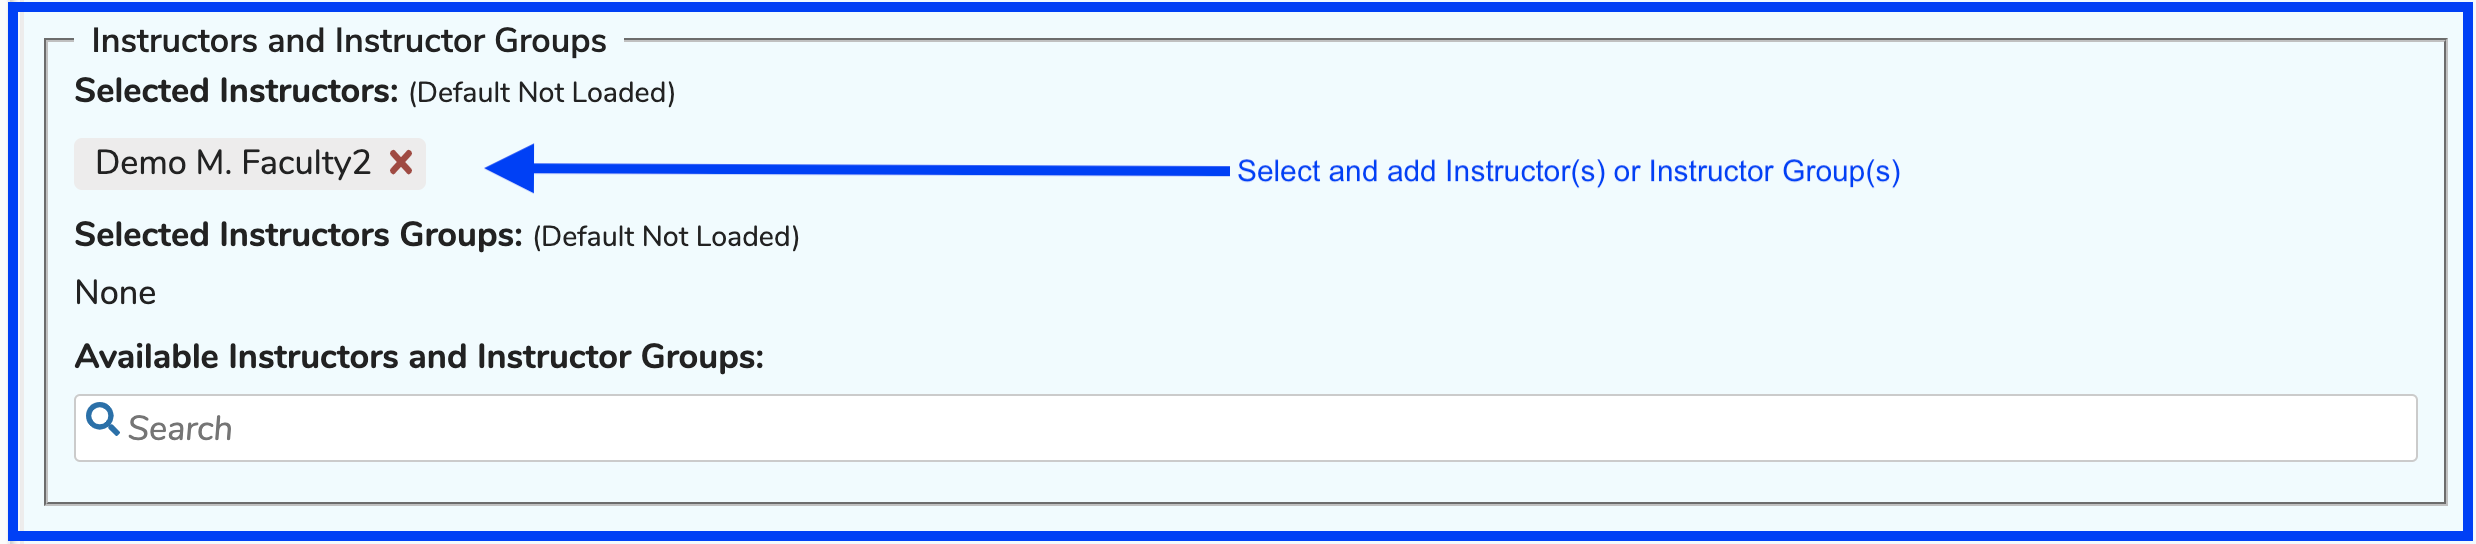 Instructors and Instructor Groups
Selected Instructors: (Default Not Loaded)
Demo M. Faculty2
Select and add Instructor(s) or Instructor Group(s)
Selected Instructors Groups: (Default Not Loaded)
None
Available Instructors and Instructor Groups:
Search